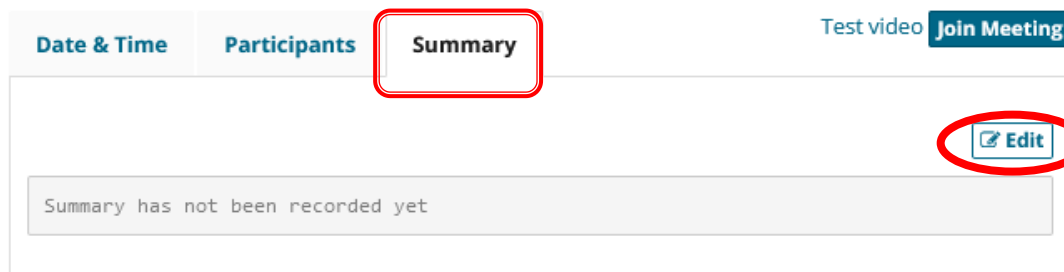 Date & Time Participants Summary Test video Join Meeting
Edit
Summary has not been recorded yet